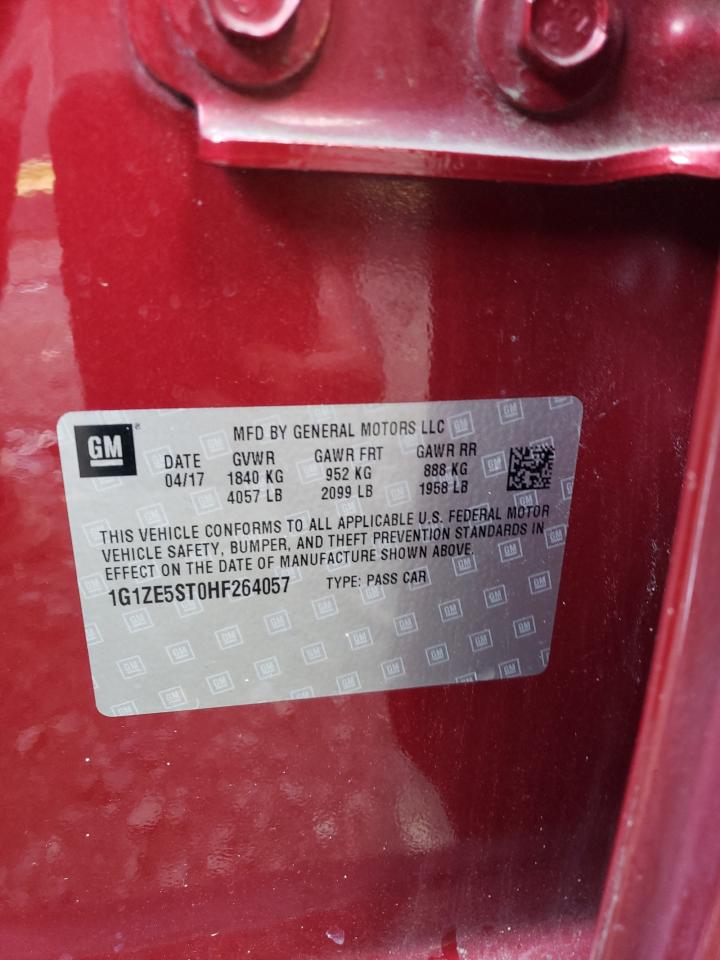 GM
MFD BY GENERAL MOTORS LLC
DATE GVWR GAWR FRT GAWR RR
04/17 1840 KG 952 KG 888 KG
4057 LB 2099 LB 1958 LB
THIS VEHICLE CONFORMS TO ALL APPLICABLE U.S. FEDERAL MOTOR
VEHICLE SAFETY, BUMPER, AND THEFT PREVENTION STANDARDS IN
EFFECT ON THE DATE OF MANUFACTURE SHOWN ABOVE.
1G1ZE5ST0HF264057 TYPE: PASS CAR